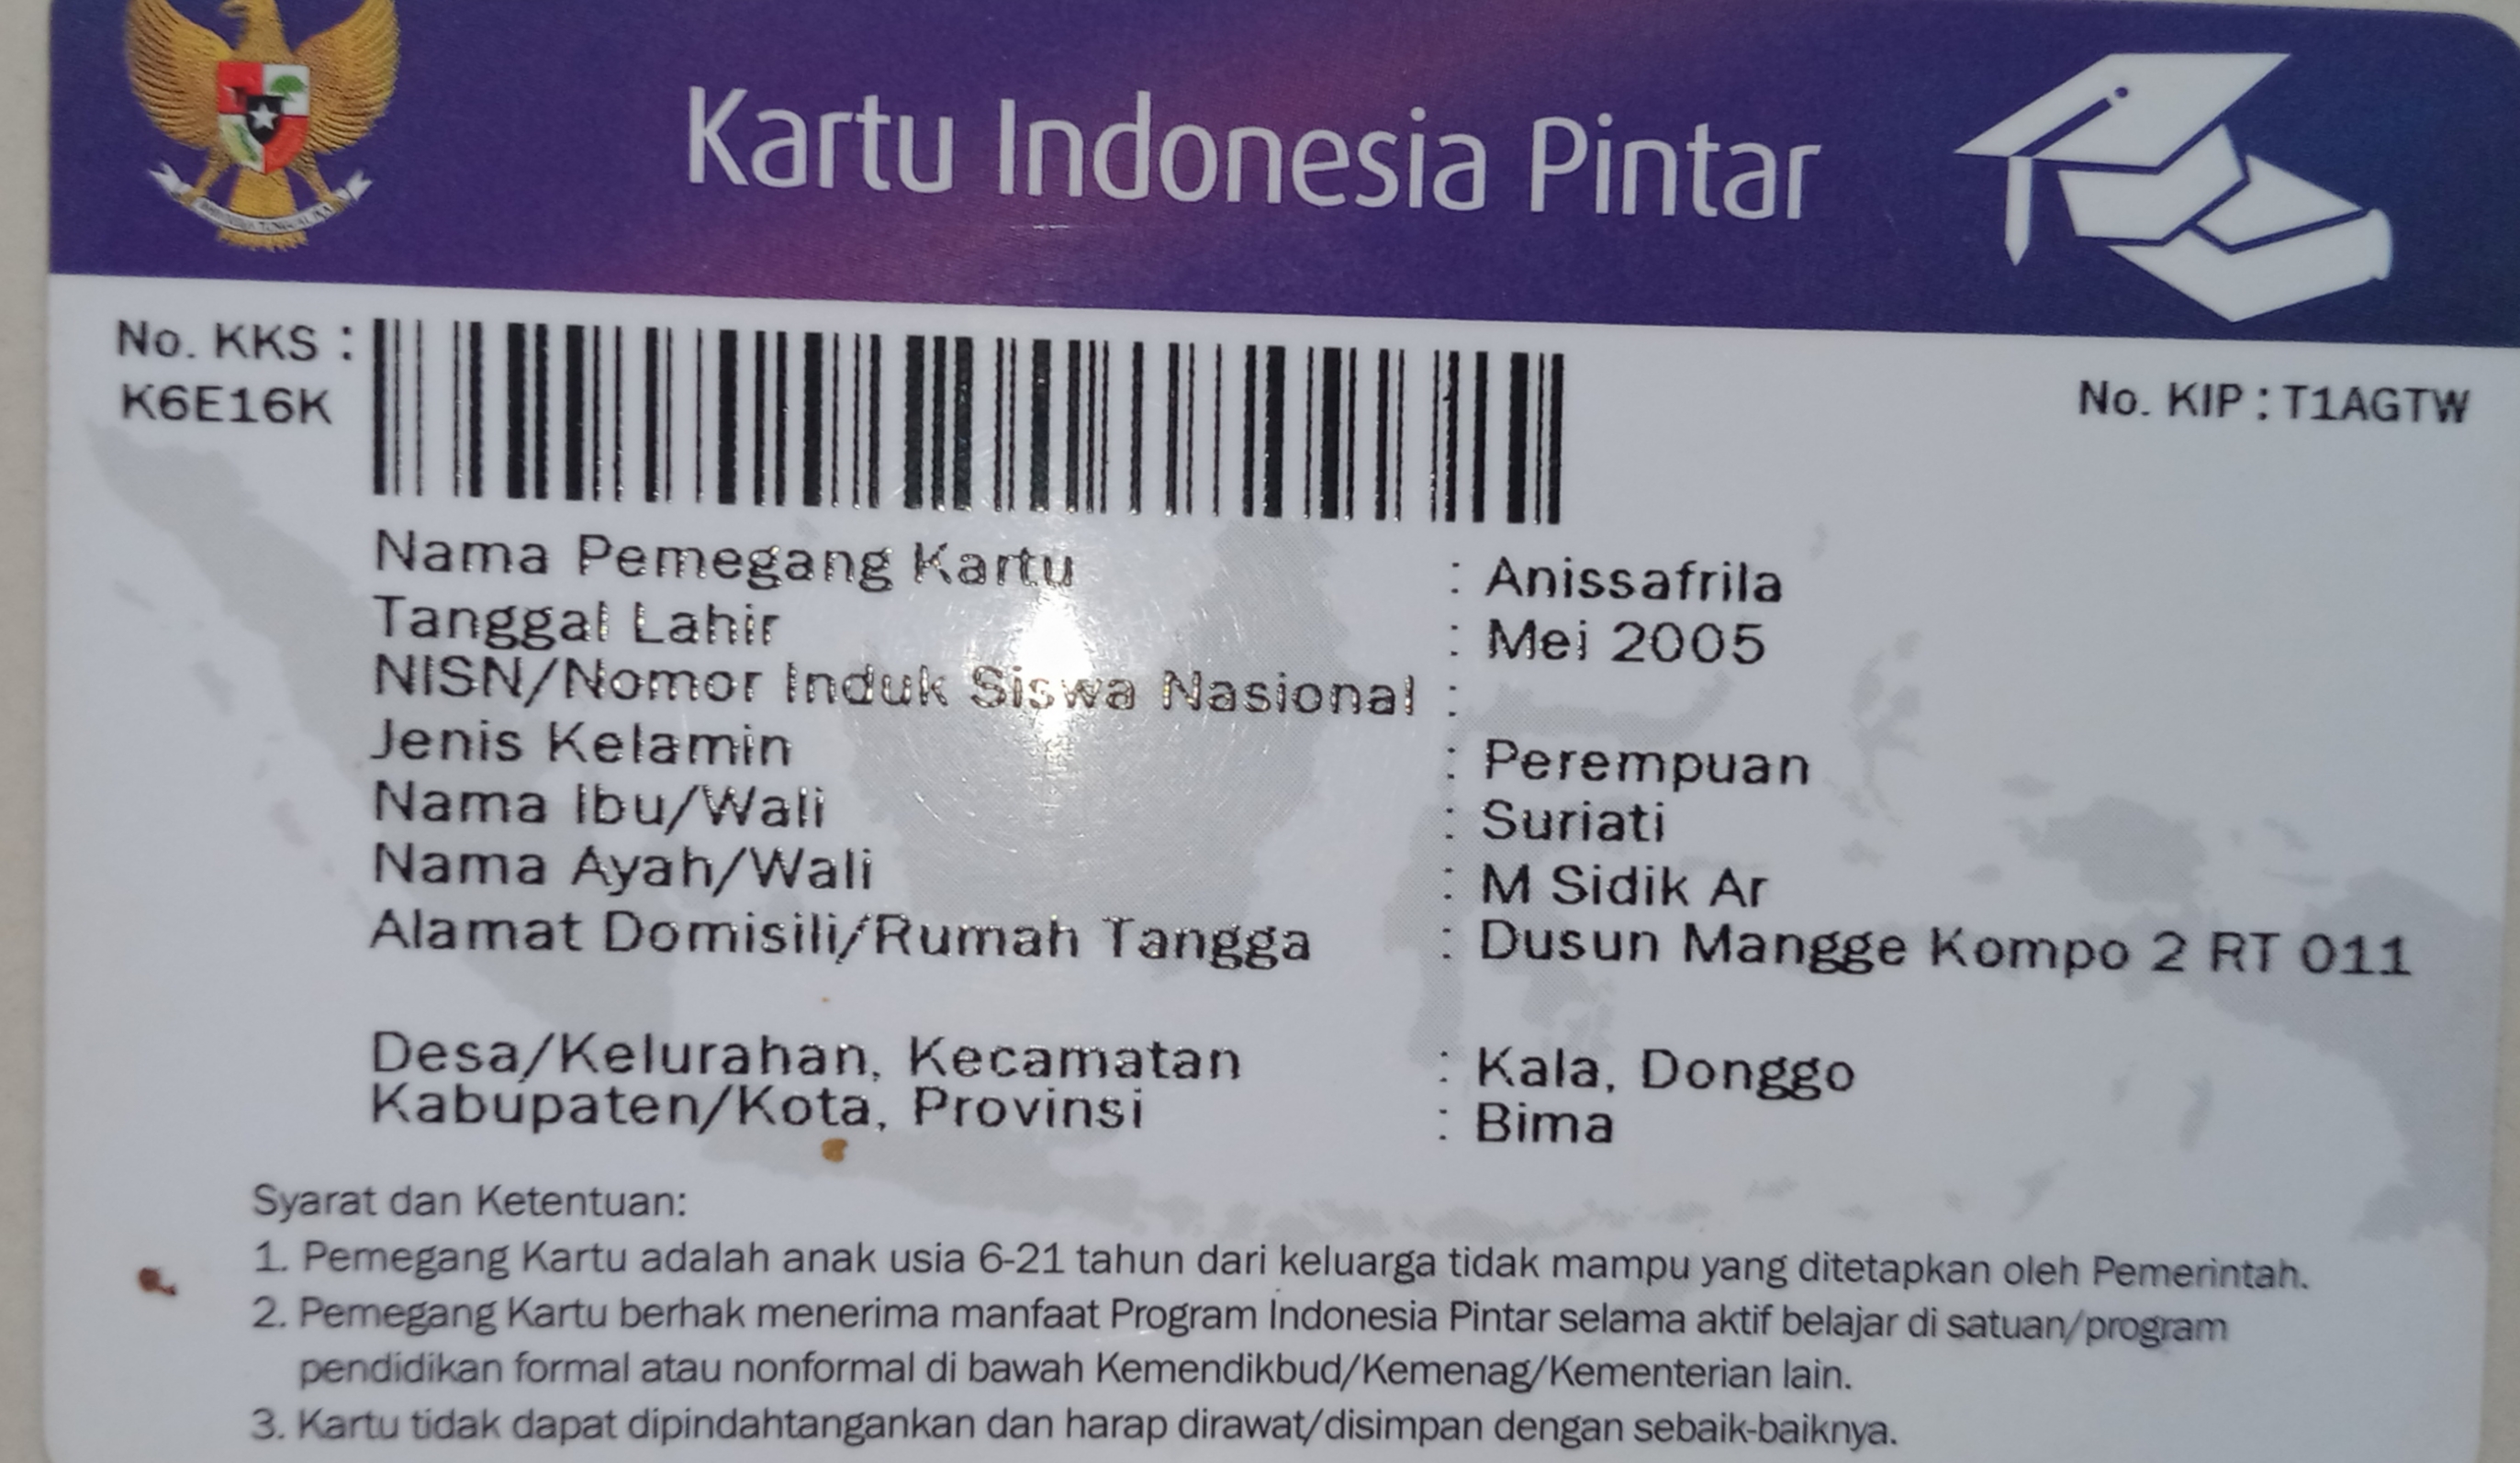 Kartu Indonesia Pintar
No. KKS :
K6E16K
No. KIP : T1AGTW
Nama Pemegang Kartu : Anissafrila
Tanggal Lahir : Mei 2005
NISN/Nomor Induk Siswa Nasional :
Jenis Kelamin : Perempuan
Nama Ibu/Wali : Suriati
Nama Ayah/Wali : M Sidik Ar
Alamat Domisili/Rumah Tangga : Dusun Mangge Kompo 2 RT 011
Desa/Kelurahan, Kecamatan : Kala, Donggo
Kabupaten/Kota, Provinsi : Bima
Syarat dan Ketentuan:
1. Pemegang Kartu adalah anak usia 6-21 tahun dari keluarga tidak mampu yang ditetapkan oleh Pemerintah.
2. Pemegang Kartu berhak menerima manfaat Program Indonesia Pintar selama aktif belajar di satuan/program
pendidikan formal atau nonformal di bawah Kemendikbud/Kemenag/Kementerian lain.
3. Kartu tidak dapat dipindahtangankan dan harap dirawat/disimpan dengan sebaik-baiknya.